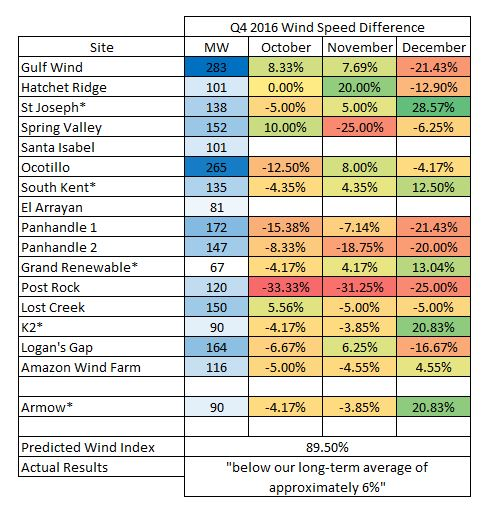 Q4 2016 Wind Speed Difference
Site MW October November December
Gulf Wind 283 8.33% 7.69% -21.43%
Hatchet Ridge 101 0.00% 20.00% -12.90%
St Joseph* 138 -5.00% 5.00% 28.57%
Spring Valley 152 10.00% -25.00% -6.25%
Santa Isabel 101
Ocotillo 265 -12.50% 8.00% -4.17%
South Kent* 135 -4.35% 4.35% 12.50%
El Arrayan 81
Panhandle 1 172 -15.38% -7.14% -21.43%
Panhandle 2 147 -8.33% -18.75% -20.00%
Grand Renewable* 67 -4.17% 4.17% 13.04%
Post Rock 120 -33.33% -31.25% -25.00%
Lost Creek 150 5.56% -5.00% -5.00%
K2* 90 -4.17% -3.85% 20.83%
Logan's Gap 164 -6.67% 6.25% -16.67%
Amazon Wind Farm 116 -5.00% -4.55% 4.55%
Armow* 90 -4.17% -3.85% 20.83%
Predicted Wind Index 89.50%
Actual Results "below our long-term average of
approximately 6%"